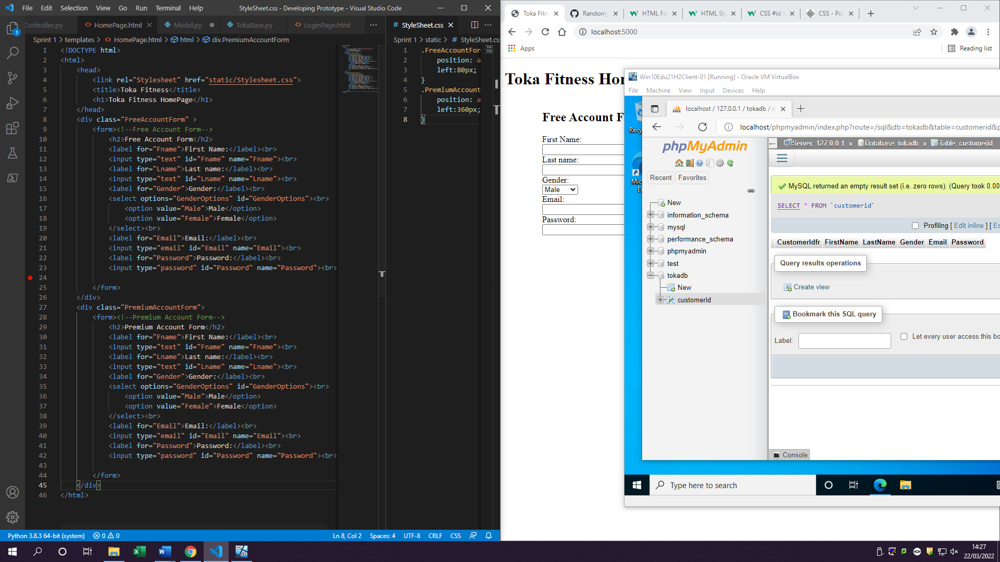 File Edit Selection View Go Run Terminal Help
StyleSheet.css - Developing Prototype - Visual Studio Code
Controller.py
HomePage.html
Model.py
TokaBase.py
LoginPage.html
Sprint 1 > templates > HomePage.html > html > div.PremiumAccountForm
1 <!DOCTYPE html>
2 <html>
3 <head>
4 <link rel="Stylesheet" href="static/Stylesheet.css">
5 <title>Toka Fitness</title>
6 <h1>Toka Fitness HomePage</h1>
7 </head>
8 <div class="FreeAccountForm" >
9 <form><!--Free Account Form-->
10 <h2>Free Account Form</h2>
11 <label for="Fname">First Name:</label><br>
12 <input type="text" id="Fname" name="Fname"><br>
13 <label for="Lname">Last name:</label><br>
14 <input type="text" id="Lname" name="Lname"><br>
15 <label for="Gender">Gender:</label><br>
16 <select options="GenderOptions" id="GenderOptions"><br>
17 <option value="Male">Male</option>
18 <option value="Female">Female</option>
19 </select><br>
20 <label for="Email">Email:</label><br>
21 <input type="email" id="Email" name="Email"><br>
22 <label for="Password">Password:</label><br>
23 <input type="password" id="Password" name="Password"><br>
24
25 </form>
26 </div>
27 <div class="PremiumAccountForm">
28 <form><!--Premium Account Form-->
29 <h2>Premium Account Form</h2>
30 <label for="Fname">First Name:</label><br>
31 <input type="text" id="Fname" name="Fname"><br>
32 <label for="Lname">Last name:</label><br>
33 <input type="text" id="Lname" name="Lname"><br>
34 <label for="Gender">Gender:</label><br>
35 <select options="GenderOptions" id="GenderOptions"><br>
36 <option value="Male">Male</option>
37 <option value="Female">Female</option>
38 </select><br>
39 <label for="Email">Email:</label><br>
40 <input type="email" id="Email" name="Email"><br>
41 <label for="Password">Password:</label><br>
42 <input type="password" id="Password" name="Password"><br>
43
44 </form>
45 </div>
46 </html>
# StyleSheet.css
Sprint 1 > static > # StyleSheet.cs
1 .FreeAccountFor
2 position: a
3 left:80px;
4 }
5 .PremiumAccount
6 position: a
7 left:360px;
8 }
Python 3.8.3 64-bit (system) 0 0
Ln 8, Col 2 Spaces: 4 UTF-8 CRLF CSS
Toka Fitn
Random_
HTML Fo
HTML Sty
CSS #id S
CSS - Pos
localhost:5000
Apps
Reading list
Toka Fitness Hor
Free Account F
First Name:
Last name:
Gender:
Male
Email:
Password:
Win10Edu21H2Client-01 [Running] - Oracle VM VirtualBox
File Machine View Input Devices Help
Recyc
Micr
Ed
localhost / 127.0.0.1 / tokadb / c
localhost/phpmyadmin/index.php?route=/sql&db=tokadb&table=customerid&p
phpMyAdmin
Recent Favorites
New
information_schema
mysql
performance_schema
phpmyadmin
test
tokadb
New
customerid
Server: 127.0.0.1 » Database: tokadb » Table: customerid
MySQL returned an empty result set (i.e. zero rows). (Query took 0.00
SELECT * FROM `customerid`
Profiling [ Edit inline ] [ Ed
CustomerIdfr FirstName LastName Gender Email Password
Query results operations
Create view
Bookmark this SQL query
Label:
Let every user access this bo
Console
Type here to search
14:27
22/03/2022